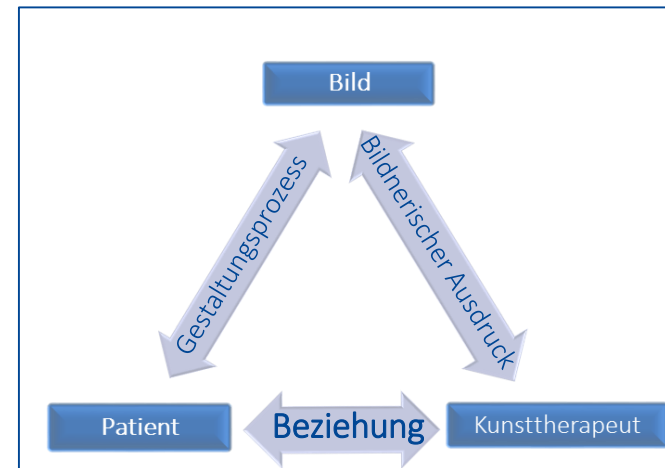 Bild
Gestaltungsprozess
Bildnerischer Ausdruck
Patient
Beziehung
Kunsttherapeut